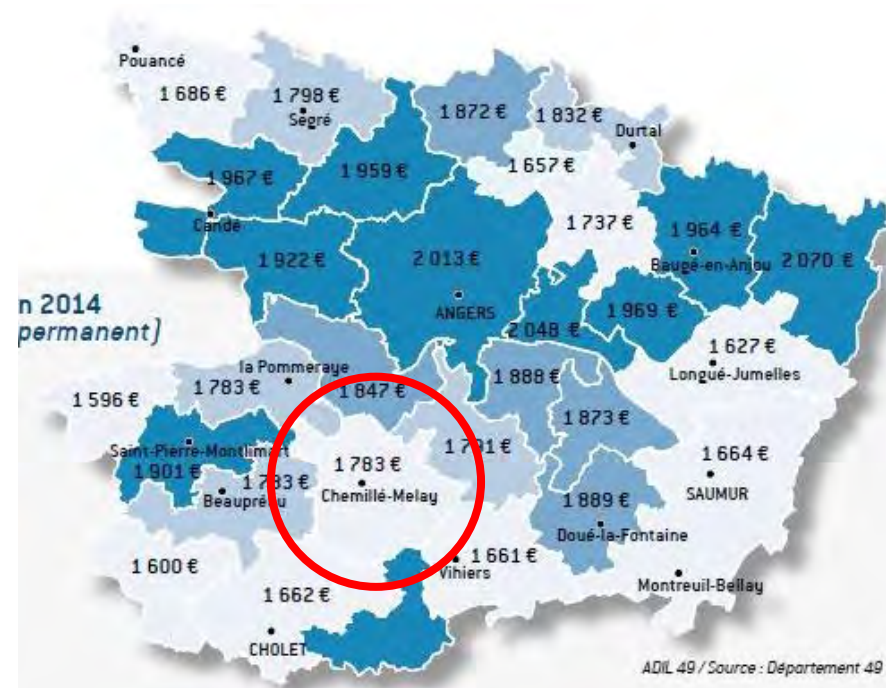 Pouancé
1 686 €
1 798 €
Ségré
1 872 €
1 832 €
Durtal
1 657 €
1 967 €
1 959 €
Candé
1 737 €
1 964 €
Baugé-en-Anjou
2 070 €
1 922 €
2 013 €
ANGERS
n 2014
permanent)
2 048 €
1 969 €
1 627 €
Longué-Jumelles
la Pommeraye
1 783 €
1 847 €
1 888 €
1 596 €
1 873 €
Saint-Pierre-Montlimart
1 901 €
1 783 €
Beaupréau
1 783 €
Chemillé-Melay
1 791 €
1 664 €
SAUMUR
1 889 €
Doué-la-Fontaine
1 600 €
1 661 €
Vihiers
Montreuil-Bellay
1 662 €
CHOLET
ADIL 49 / Source : Département 49